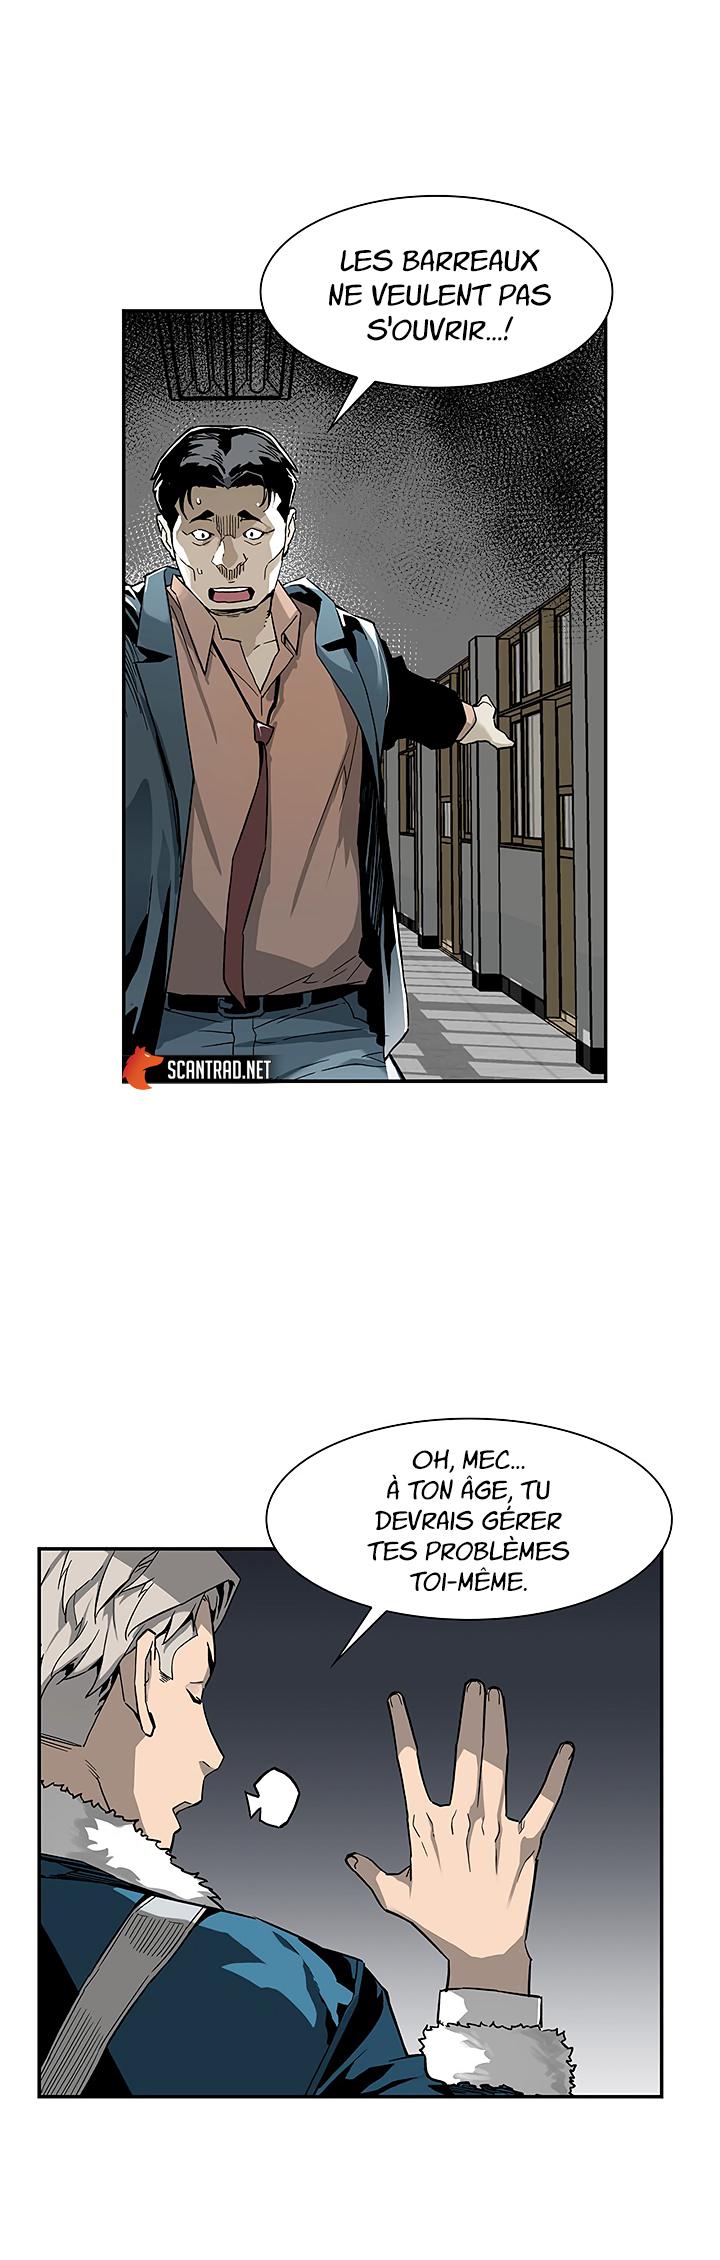 LES BARREAUX
NE VEULENT PAS
S'OUVRIR...!
SCANTRAD.NET
OH, MEC...
À TON ÂGE, TU
DEVRAIS GÉRER
TES PROBLÈMES
TOI-MÊME.